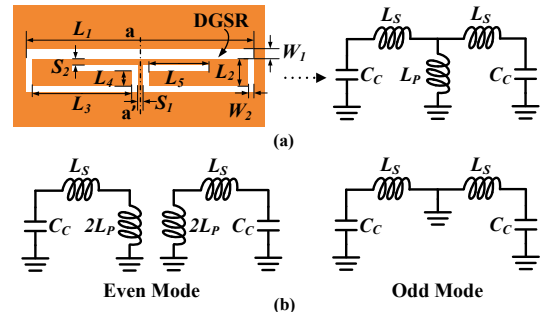 L1 a DGSR
W1
S2 L4 L5 L2
L3 a' S1 W2
LS LS
CC LP CC
(a)
LS LS LS LS
CC 2LP 2LP CC CC CC
Even Mode Odd Mode
(b)